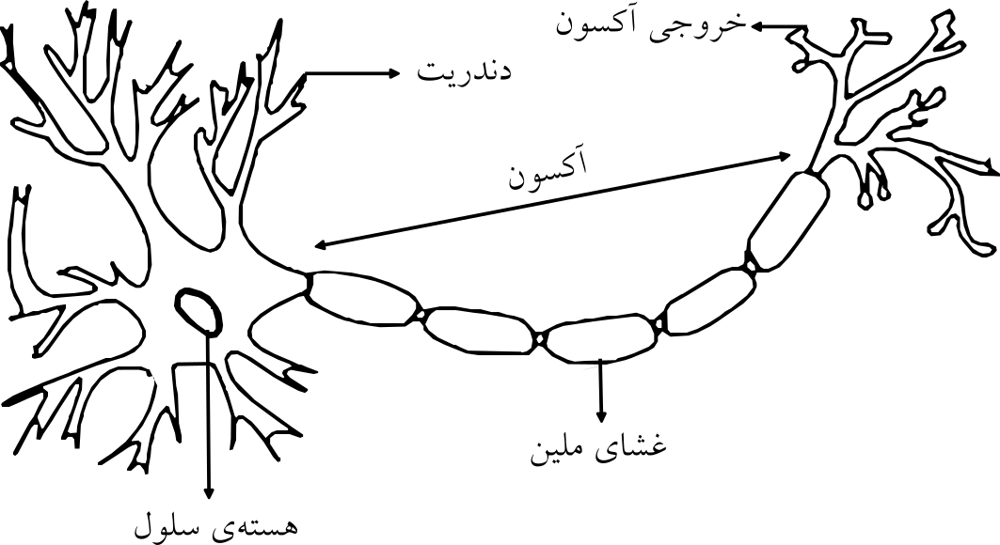 خروجی آکسون
دندریت
آکسون
غشای ملین
هسته‌ی سلول